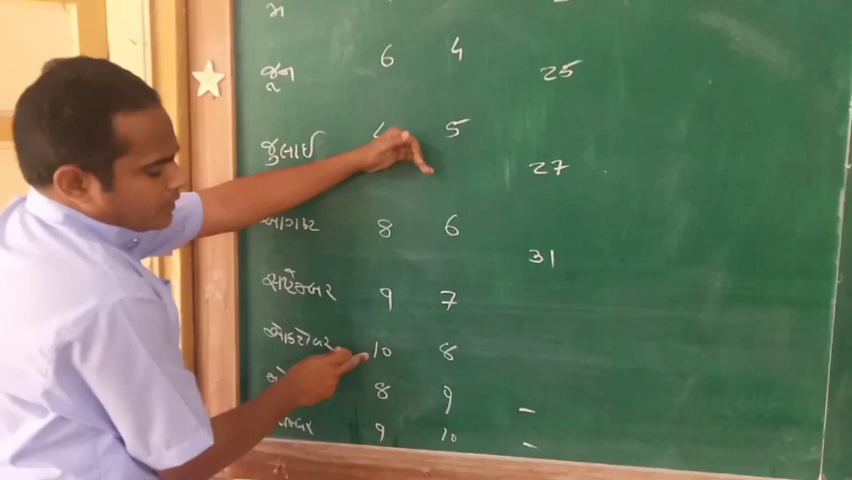 મ
જૂન 6 4 25
જુલાઈ 5 27
ઓગષ્ટ 8 6 31
સપ્ટેમ્બર 9 7
ઓક્ટોબર 10 8
8 9 -
9 10 -